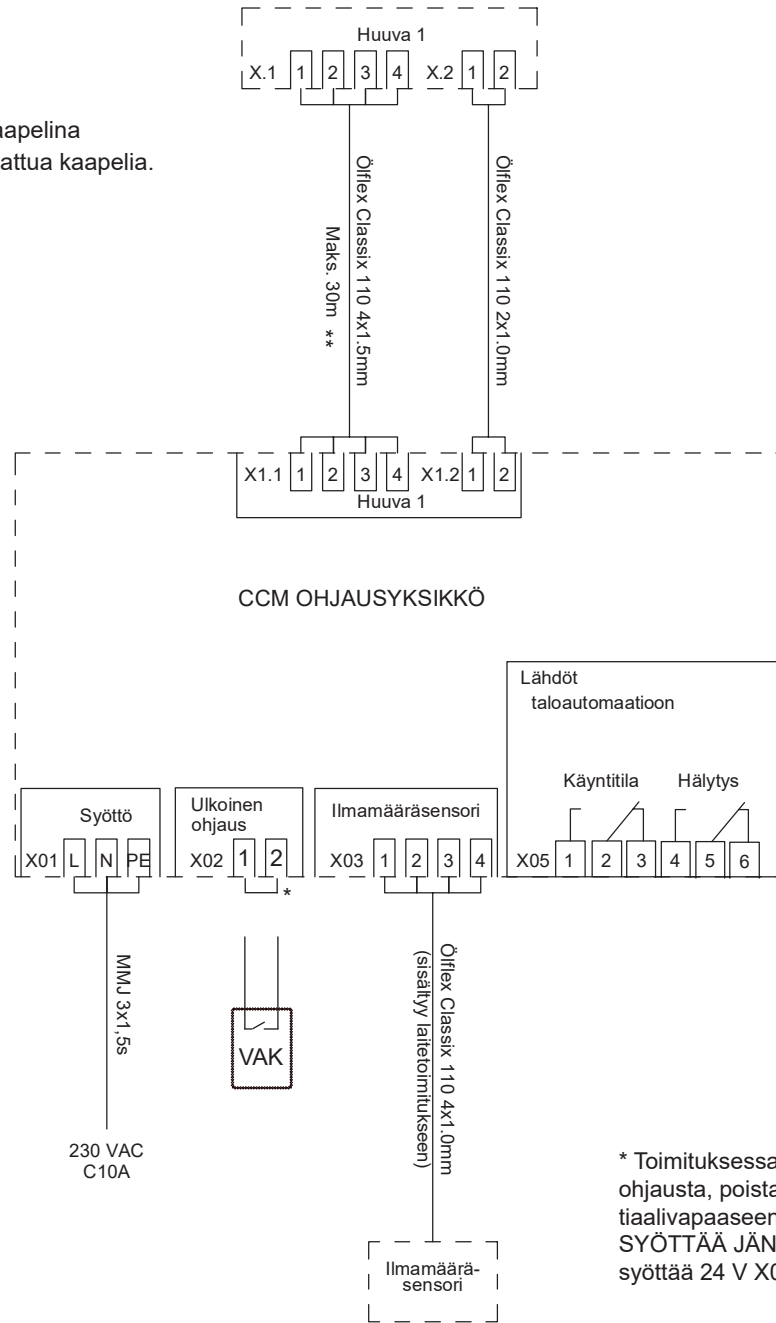 Huuva 1
X.1 1 2 3 4 X.2 1 2
attua kaapelia.
Ölflex Classix 110 4x1.5mm
Maks. 30m **
Ölflex Classix 110 2x1.0mm
X1.1 1 2 3 4 X1.2 1 2
Huuva 1
CCM OHJAUSYKSIKKÖ
Lähdöt
taloautomaatioon
Käyntitila Hälytys
X05 1 2 3 4 5 6
Syöttö
X01 L N PE
Ulkoinen
ohjaus
X02 1 2
*
Ilmamääräsensori
X03 1 2 3 4
MMJ 3x1,5s
230 VAC
C10A
VAK
Ölflex Classix 110 4x1.0mm
(sisältyy laitetoimitukseen)
Ilmamäärä-
sensori
* Toimituksessa
ohjausta, poista
tiaalivapaaseen
SYÖTTÄÄ JÄN
syöttää 24 V X0